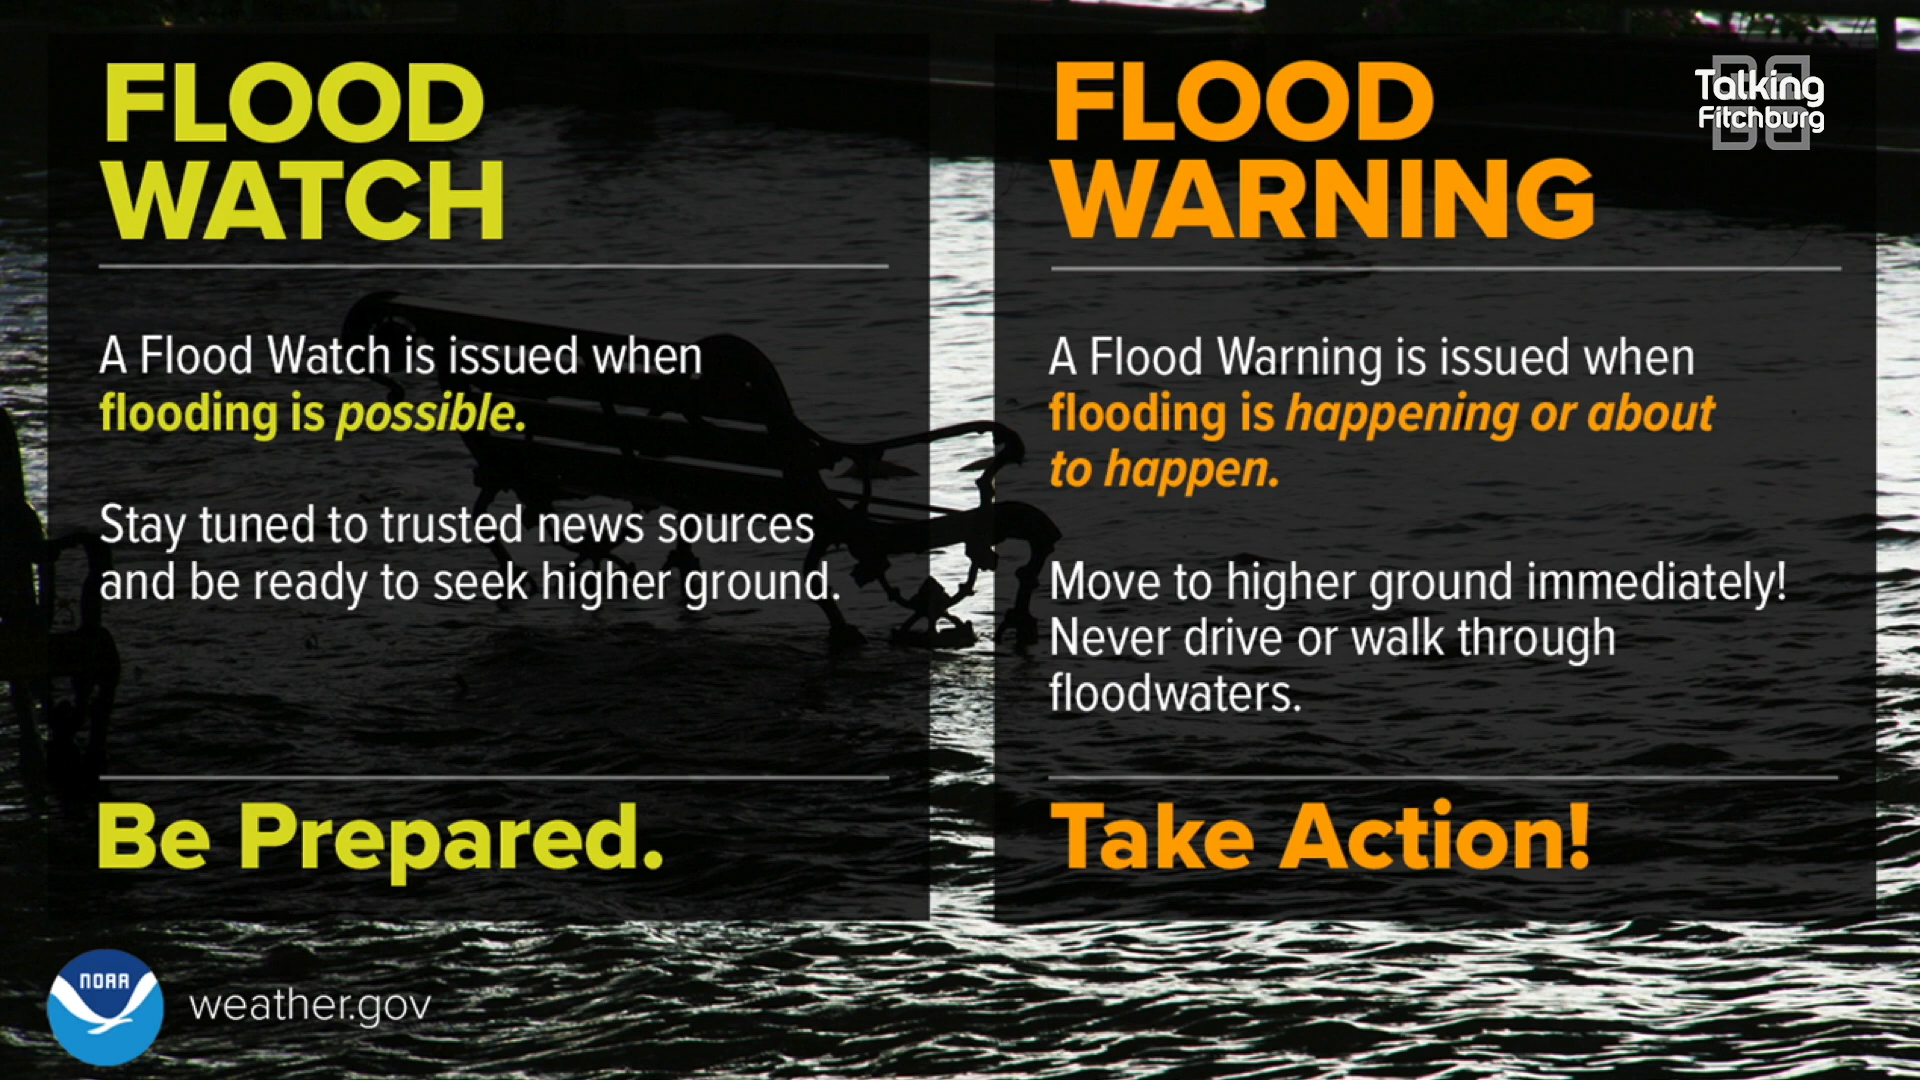 FLOOD
WATCH
A Flood Watch is issued when
flooding is possible.
Stay tuned to trusted news sources
and be ready to seek higher ground.
Be Prepared.
FLOOD
WARNING
A Flood Warning is issued when
flooding is happening or about
to happen.
Move to higher ground immediately!
Never drive or walk through
floodwaters.
Take Action!
Talking
Fitchburg
NOAA
weather.gov